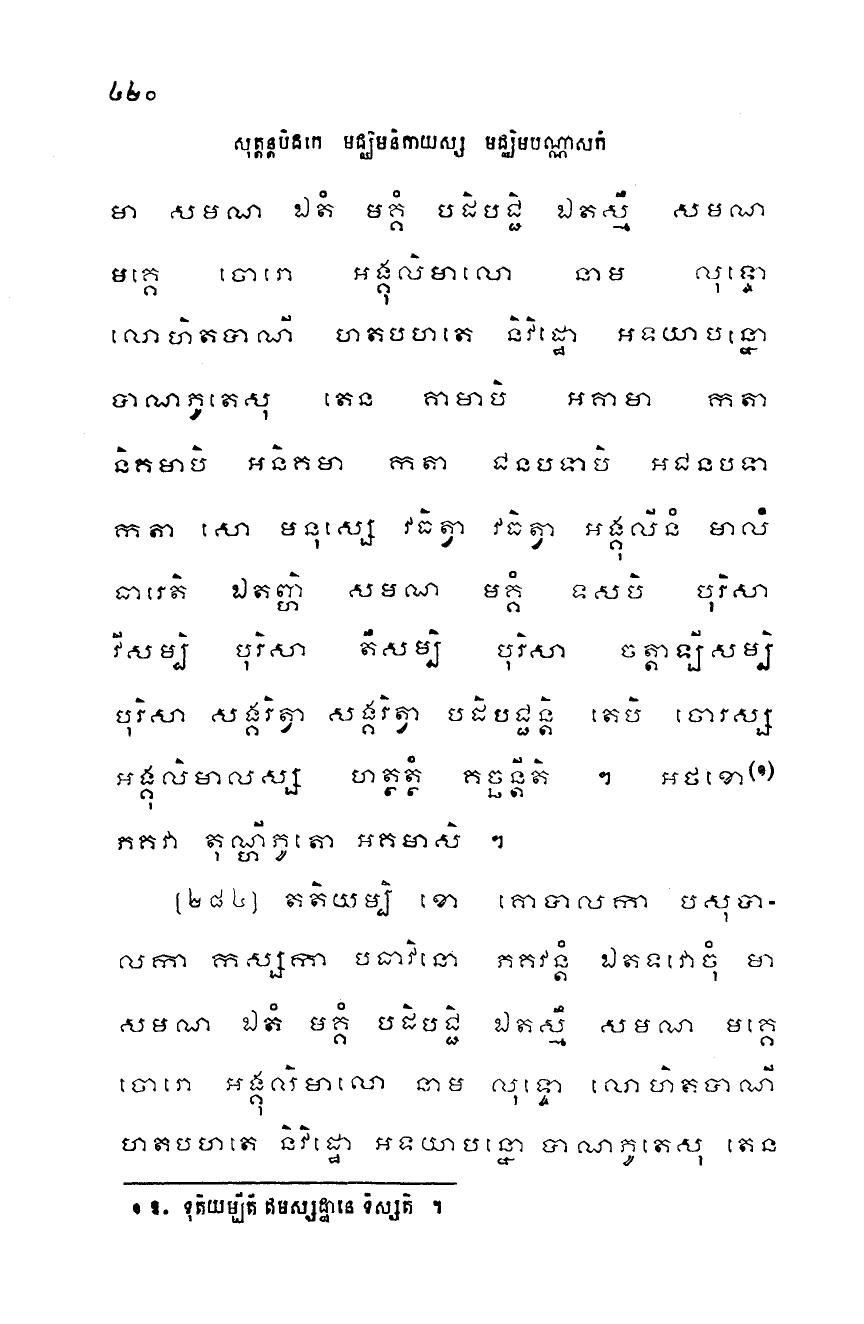 ៤២០
សុត្តន្តបិដកេ មជ្ឈិមនិកាយស្ស មជ្ឈិមបណ្ណាសកំ
មា សមណ ឯតំ មគ្គំ បដិបជ្ជិ ឯតស្មឹ សមណ
មគ្គេ ចោរោ អង្គុលិមាលោ នាម លុទ្ទោ
លោហិតបាណី ហតបហតេ និវិដ្ឋោ អទយាបន្នោ
បាណភូតេសុ តេន គាមាបិ អគាមា កតា
និគមាបិ អនិគមា កតា ជនបទាបិ អជនបទា
កតា សោ មនុស្សេ វធិត្វា វធិត្វា អង្គុលីនំ មាលំ
ធារេតិ ឯតញ្ហិ សមណ មគ្គំ ទសបិ បុរិសា
វីសម្បិ បុរិសា តឹសម្បិ បុរិសា ចត្តាឡីសម្បិ
បុរិសា សង្ករិត្វា សង្ករិត្វា បដិបជ្ជន្តិ តេបិ ចោរស្ស
អង្គុលិមាលស្ស ហត្ថត្ថំ គច្ឆន្តីតិ ។ អថខោ(១)
ភគវា តុណ្ហីភូតោ អគមាសិ ។
[២៨៤] តតិយម្បិ ខោ គោបាលកា បសុបា-
លកា កស្សកា បថាវិនោ ភគវន្តំ ឯតទវោចុំ មា
សមណ ឯតំ មគ្គំ បដិបជ្ជិ ឯតស្មឹ សមណ មគ្គេ
ចោរោ អង្គុលិមាលោ នាម លុទ្ទោ លោហិតបាណី
ហតបហតេ និវិដ្ឋោ អទយាបន្នោ បាណភូតេសុ តេន
១ ឱ. ទុតិយម្បីតិ ឥមស្សដ្ឋានេ ទិស្សតិ ។